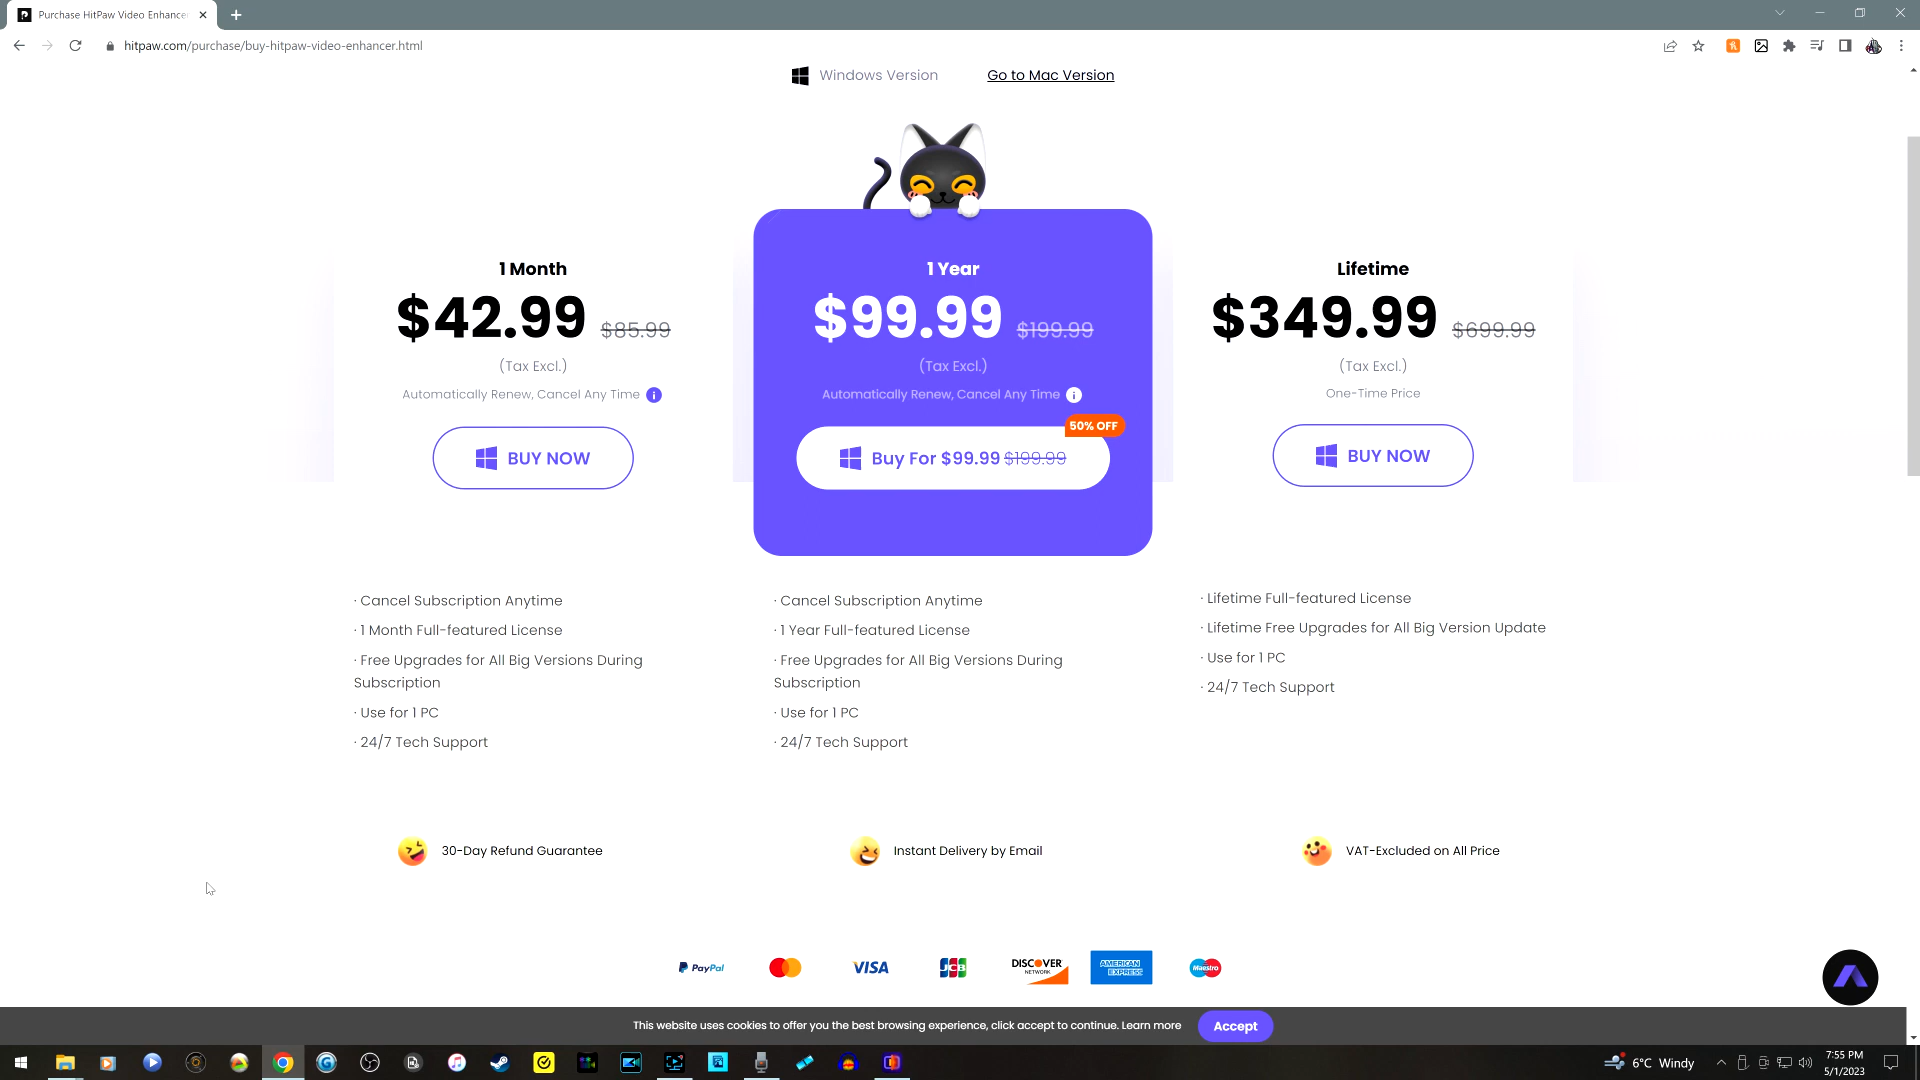 Purchase HitPaw Video Enhancer
hitpaw.com/purchase/buy-hitpaw-video-enhancer.html
Windows Version
Go to Mac Version
1 Month
$42.99 $85.99
(Tax Excl.)
Automatically Renew, Cancel Any Time
BUY NOW
· Cancel Subscription Anytime
· 1 Month Full-featured License
· Free Upgrades for All Big Versions During
Subscription
· Use for 1 PC
· 24/7 Tech Support
1 Year
$99.99 $199.99
(Tax Excl.)
Automatically Renew, Cancel Any Time
50% OFF
Buy For $99.99 $199.99
· Cancel Subscription Anytime
· 1 Year Full-featured License
· Free Upgrades for All Big Versions During
Subscription
· Use for 1 PC
· 24/7 Tech Support
Lifetime
$349.99 $699.99
(Tax Excl.)
One-Time Price
BUY NOW
· Lifetime Full-featured License
· Lifetime Free Upgrades for All Big Version Update
· Use for 1 PC
· 24/7 Tech Support
30-Day Refund Guarantee
Instant Delivery by Email
VAT-Excluded on All Price
PayPal
VISA
JCB
DISCOVER
NETWORK
AMERICAN
EXPRESS
Maestro
This website uses cookies to offer you the best browsing experience, click accept to continue. Learn more
Accept
6°C Windy
7:55 PM
5/1/2023